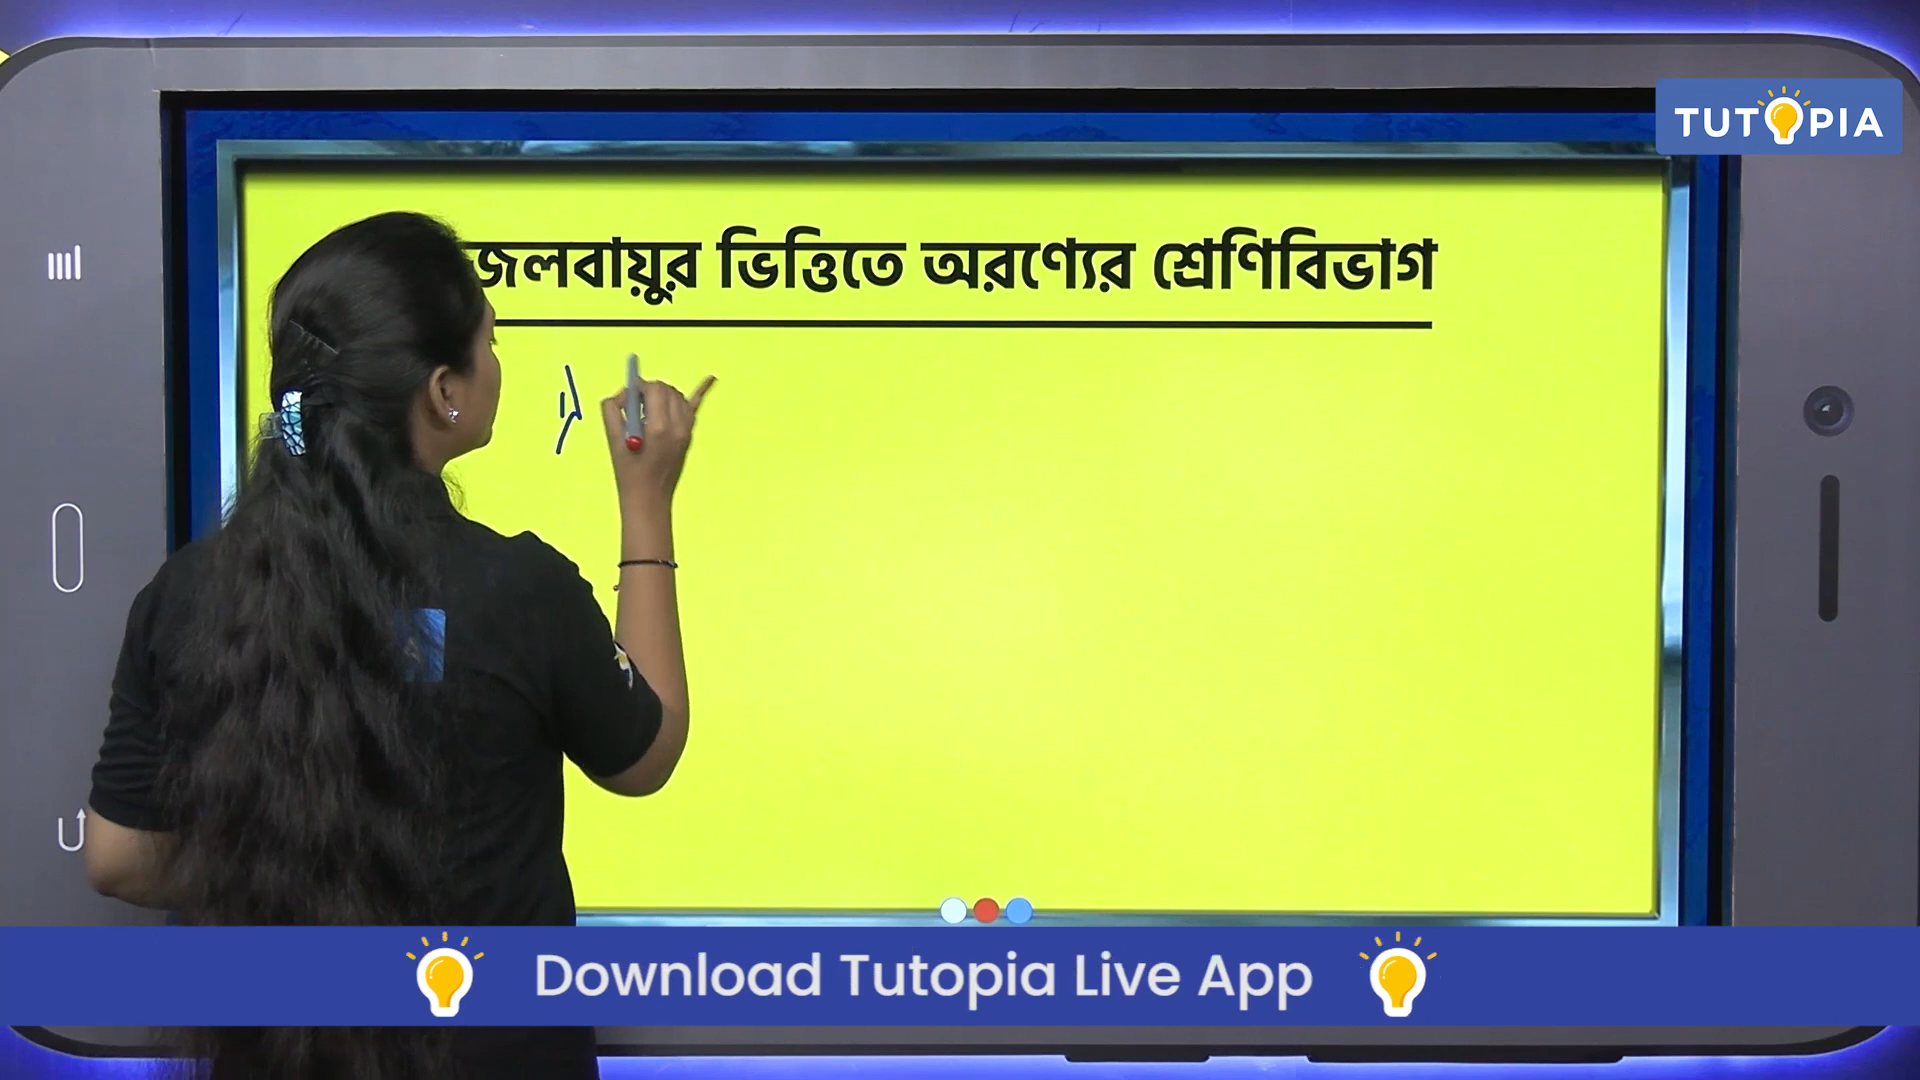 TUTOPIA
জলবায়ুর ভিত্তিতে অরণ্যের শ্রেণিবিভাগ
Download Tutopia Live App